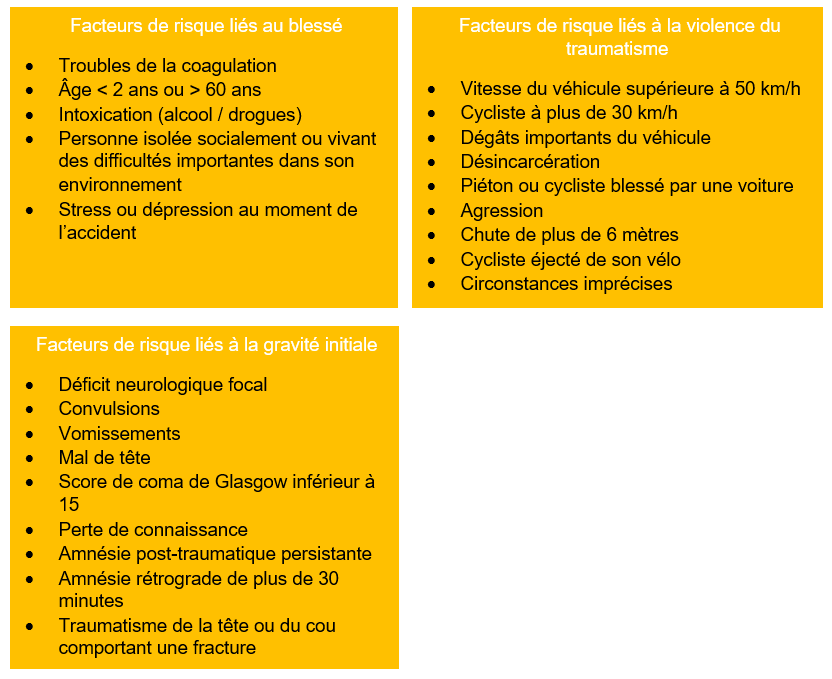 Facteurs de risque liés au blessé
• Troubles de la coagulation
• Âge < 2 ans ou > 60 ans
• Intoxication (alcool / drogues)
• Personne isolée socialement ou vivant
des difficultés importantes dans son
environnement
• Stress ou dépression au moment de
l’accident
Facteurs de risque liés à la violence du
traumatisme
• Vitesse du véhicule supérieure à 50 km/h
• Cycliste à plus de 30 km/h
• Dégâts importants du véhicule
• Désincarcération
• Piéton ou cycliste blessé par une voiture
• Agression
• Chute de plus de 6 mètres
• Cycliste éjecté de son vélo
• Circonstances imprécises
Facteurs de risque liés à la gravité initiale
• Déficit neurologique focal
• Convulsions
• Vomissements
• Mal de tête
• Score de coma de Glasgow inférieur à
15
• Perte de connaissance
• Amnésie post-traumatique persistante
• Amnésie rétrograde de plus de 30
minutes
• Traumatisme de la tête ou du cou
comportant une fracture